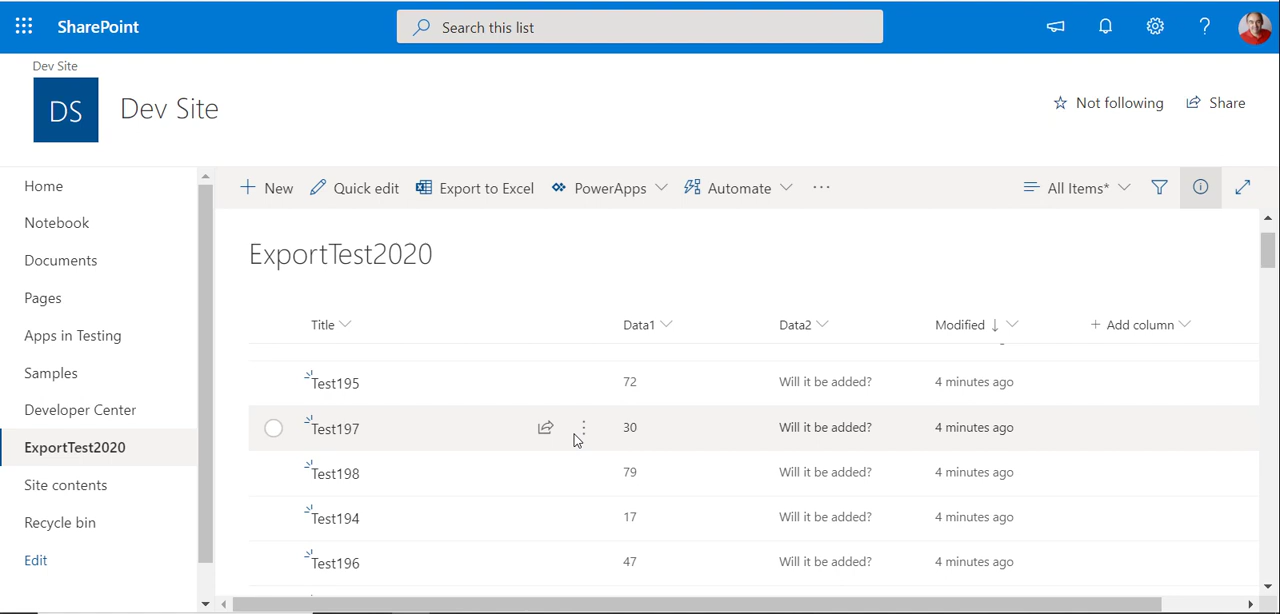 SharePoint
Search this list
Dev Site
DS
Dev Site
Not following
Share
Home
Notebook
Documents
Pages
Apps in Testing
Samples
Developer Center
ExportTest2020
Site contents
Recycle bin
Edit
+ New Quick edit Export to Excel PowerApps Automate ··· All Items*
ExportTest2020
Title Data1 Data2 Modified ↓ + Add column
Test195 72 Will it be added? 4 minutes ago
Test197 30 Will it be added? 4 minutes ago
Test198 79 Will it be added? 4 minutes ago
Test194 17 Will it be added? 4 minutes ago
Test196 47 Will it be added? 4 minutes ago